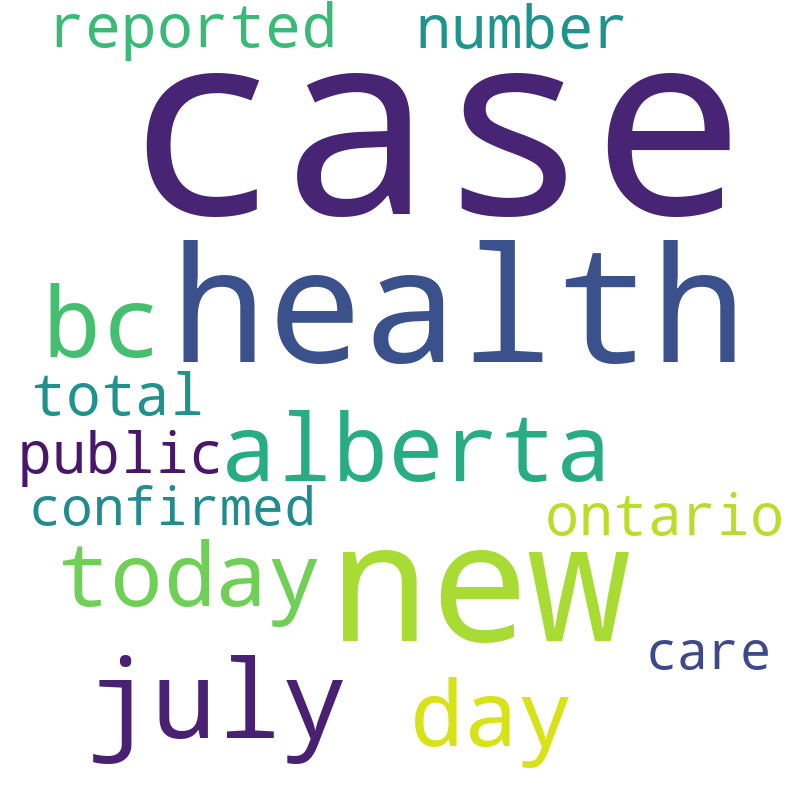 reported number
case
health
bc
total
alberta
public
confirmed
ontario
today new
care
july day